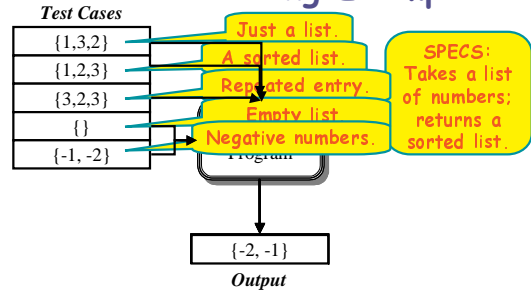 Test Cases
{1,3,2}
{1,2,3}
{3,2,3}
{}
{-1, -2}
Just a list.
A sorted list.
Repeated entry.
Empty list
Negative numbers.
SPECS:
Takes a list
of numbers;
returns a
sorted list.
Program
{-2, -1}
Output